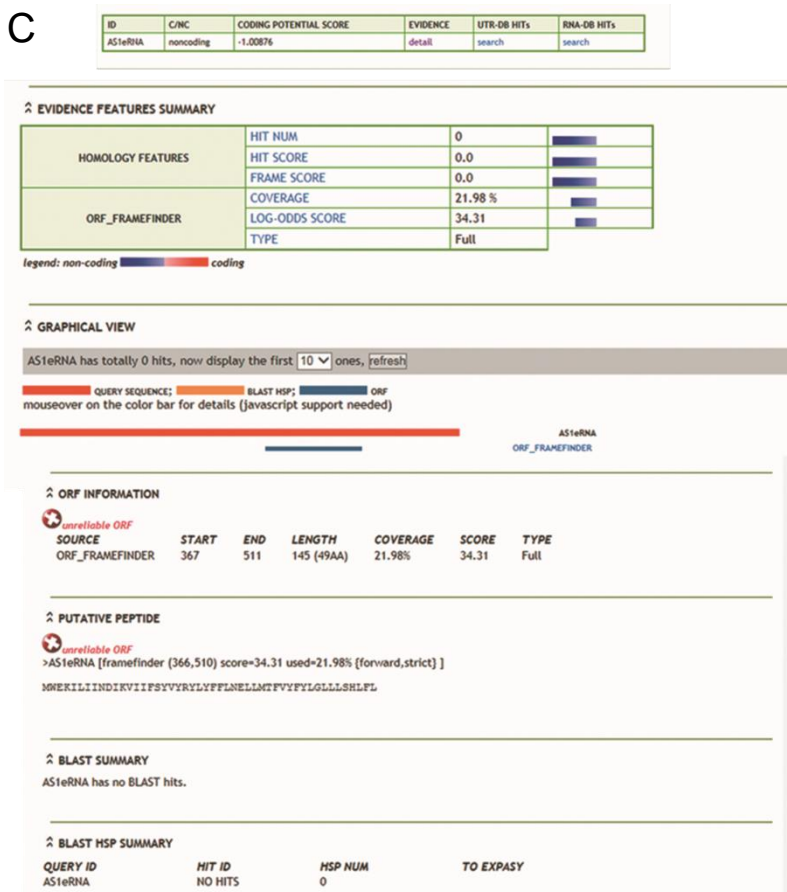 C
ID C/NC CODING POTENTIAL SCORE EVIDENCE UTR-DB HITs RNA-DB HITs
AS1eRNA noncoding -1.00876 detail search search
EVIDENCE FEATURES SUMMARY
HOMOLOGY FEATURES
HIT NUM 0
HIT SCORE 0.0
FRAME SCORE 0.0
ORF_FRAMEFINDER
COVERAGE 21.98 %
LOG-ODDS SCORE 34.31
TYPE Full
legend: non-coding coding
GRAPHICAL VIEW
AS1eRNA has totally 0 hits, now display the first 10 ones, refresh
QUERY SEQUENCE; BLAST HSP; ORF
mouseover on the color bar for details (javascript support needed)
AS1eRNA
ORF_FRAMEFINDER
ORF INFORMATION
unreliable ORF
SOURCE START END LENGTH COVERAGE SCORE TYPE
ORF_FRAMEFINDER 367 511 145 (49AA) 21.98% 34.31 Full
PUTATIVE PEPTIDE
unreliable ORF
>AS1eRNA [framefinder (366,510) score=34.31 used=21.98% {forward,strict} ]
MWEKILIINDIKVIIFSYVYRYLYFFLNELLMTFVYFYLGLLLSHLFL
BLAST SUMMARY
AS1eRNA has no BLAST hits.
BLAST HSP SUMMARY
QUERY ID HIT ID HSP NUM TO EXPASY
AS1eRNA NO HITS 0